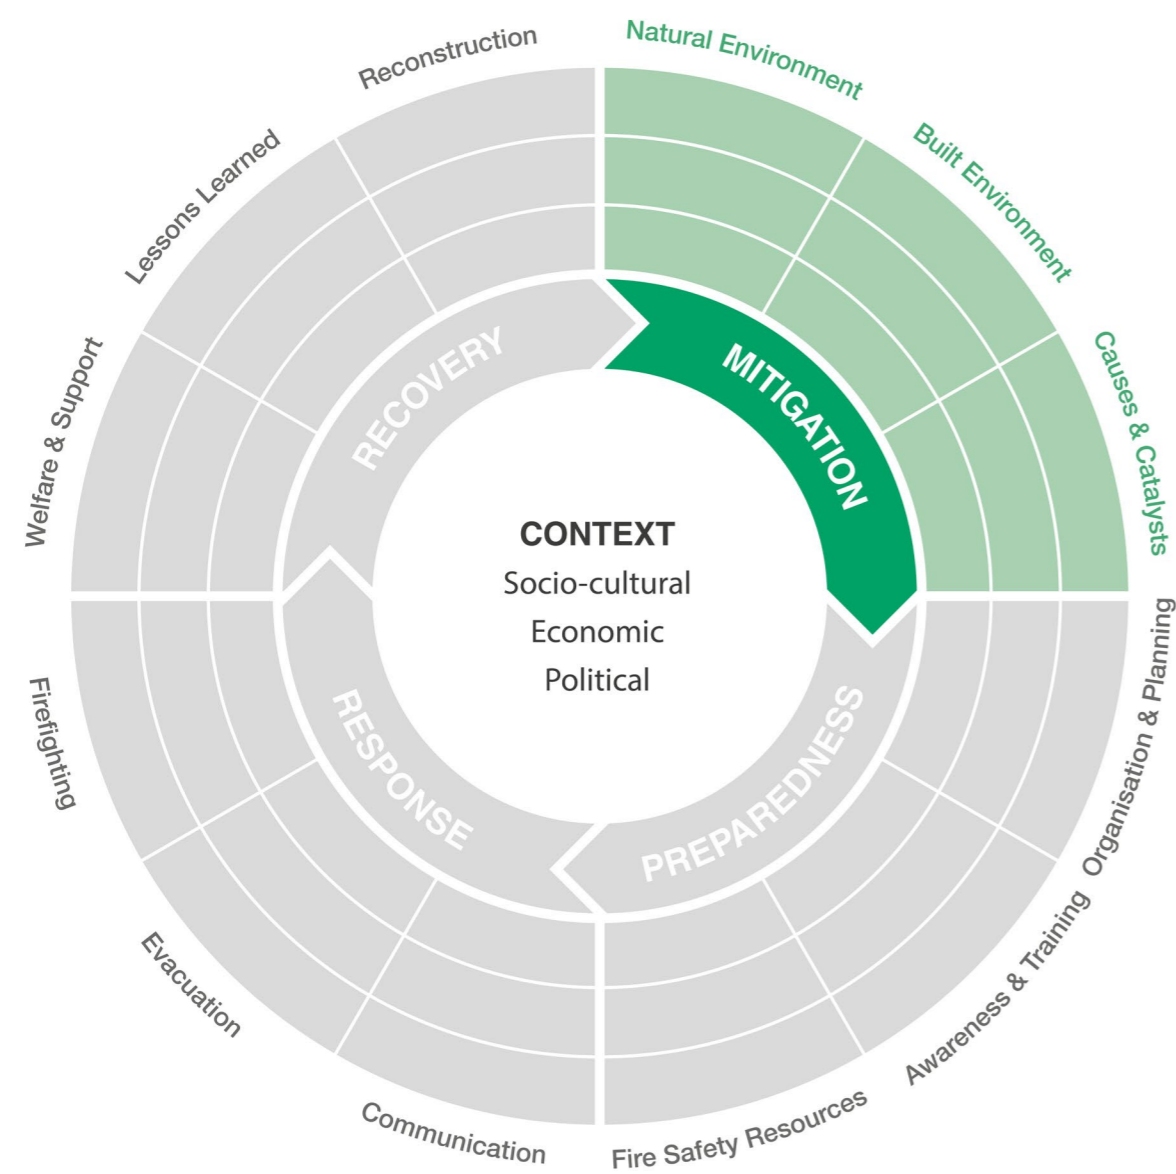 Natural Environment
Built Environment
Causes & Catalysts
Organisation & Planning
Awareness & Training
Fire Safety Resources
Communication
Evacuation
Firefighting
Welfare & Support
Lessons Learned
Reconstruction
MITIGATION
PREPAREDNESS
RESPONSE
RECOVERY
CONTEXT
Socio-cultural
Economic
Political